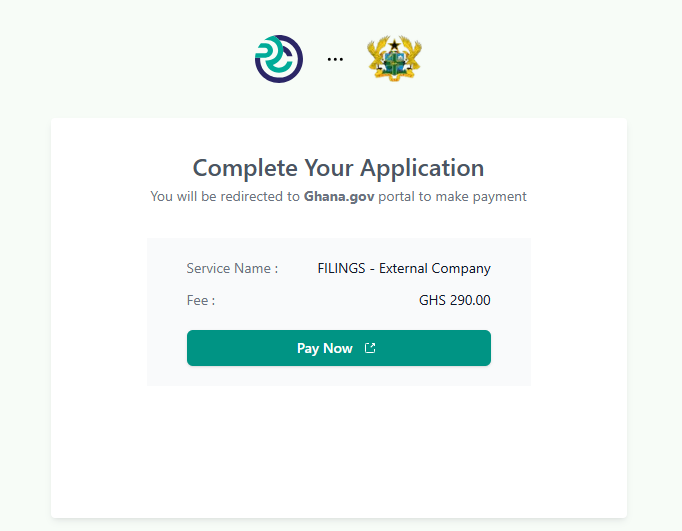 Complete Your Application
You will be redirected to Ghana.gov portal to make payment
Service Name : FILINGS - External Company
Fee : GHS 290.00
Pay Now